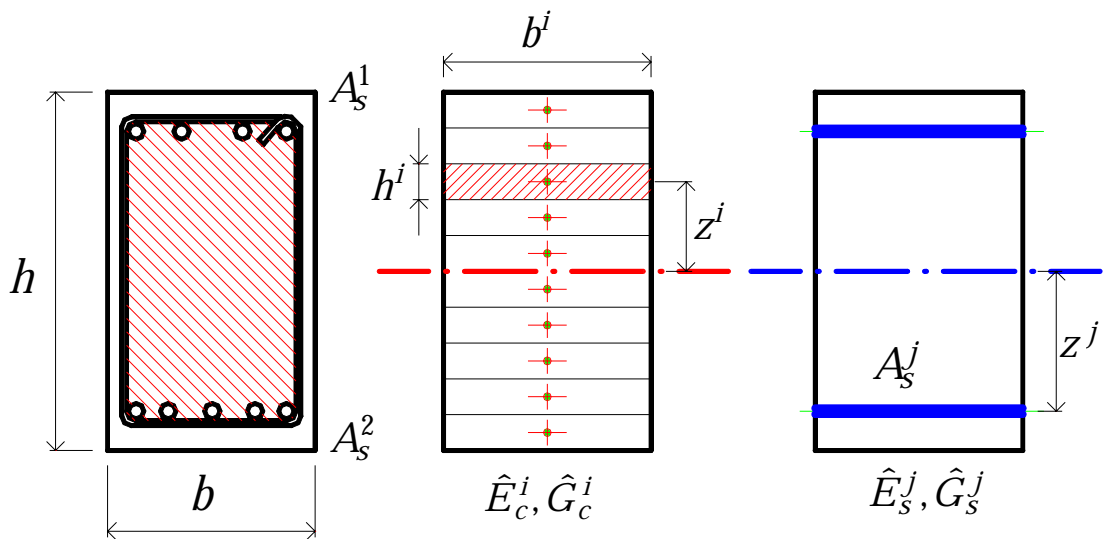 b^i
A_s^1
h^i
z^i
h
z^j
A_s^j
A_s^2
b
Ê_c^i, Ĝ_c^i
Ê_s^j, Ĝ_s^j